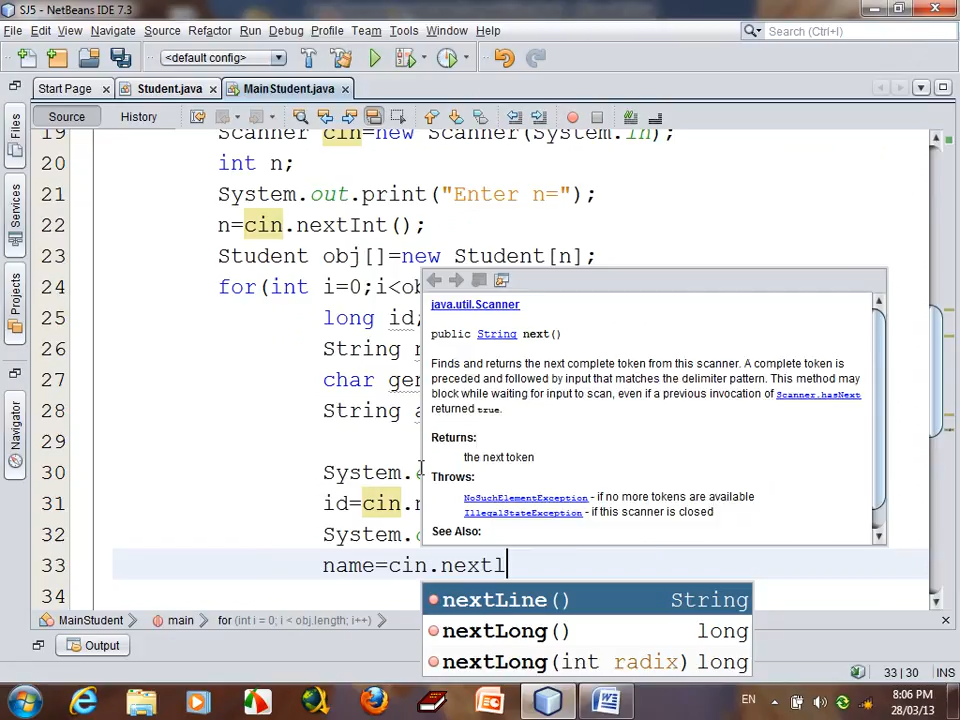 SJ5 - NetBeans IDE 7.3
File Edit View Navigate Source Refactor Run Debug Profile Team Tools Window Help
Search (Ctrl+I)
<default config>
Start Page Student.java MainStudent.java
Source History
Files
Services
Projects
Navigator
19 Scanner cin=new Scanner(System.in);
20 int n;
21 System.out.print("Enter n=");
22 n=cin.nextInt();
23 Student obj[]=new Student[n];
24 for(int i=0;i<ob
25 long id;
26 String n
27 char gen
28 String a
29
30 System.
31 id=cin.n
32 System.
33 name=cin.nextl
34
java.util.Scanner
public String next()
Finds and returns the next complete token from this scanner. A complete token is
preceded and followed by input that matches the delimiter pattern. This method may
block while waiting for input to scan, even if a previous invocation of Scanner.hasNext
returned true.
Returns:
the next token
Throws:
NoSuchElementException - if no more tokens are available
IllegalStateException - if this scanner is closed
See Also:
nextLine() String
nextLong() long
nextLong(int radix) long
MainStudent main for (int i = 0; i < obj.length; i++)
Output
33 | 30 INS
EN
8:06 PM
28/03/13